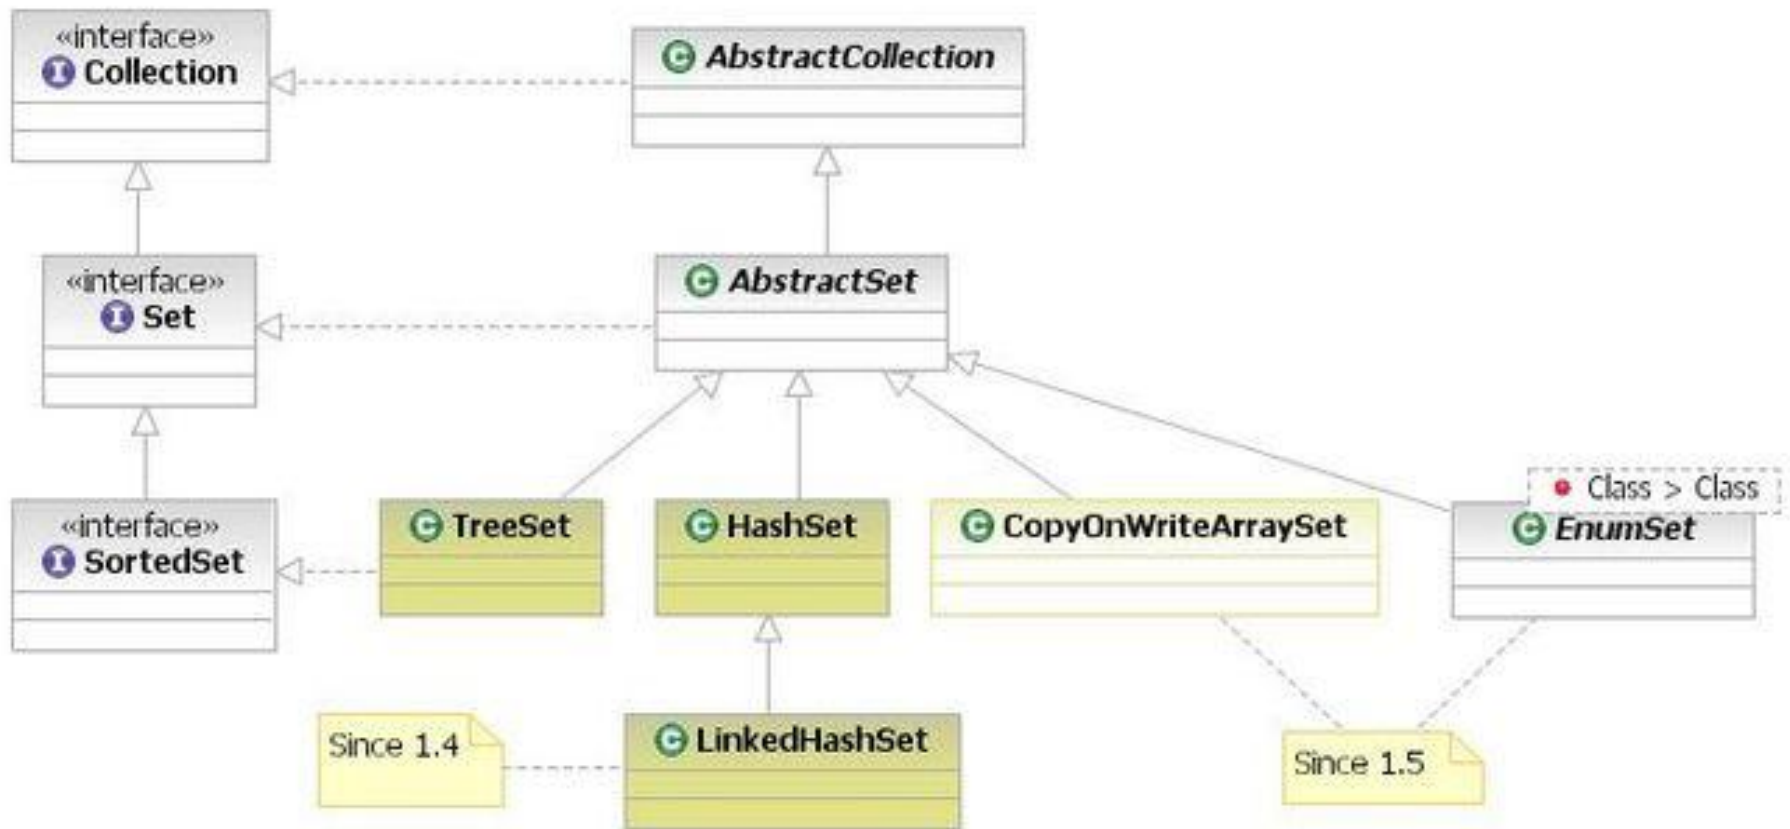 «interface»
I Collection
C AbstractCollection
«interface»
I Set
C AbstractSet
Class > Class
«interface»
I SortedSet
C TreeSet
C HashSet
C CopyOnWriteArraySet
C EnumSet
Since 1.4
C LinkedHashSet
Since 1.5